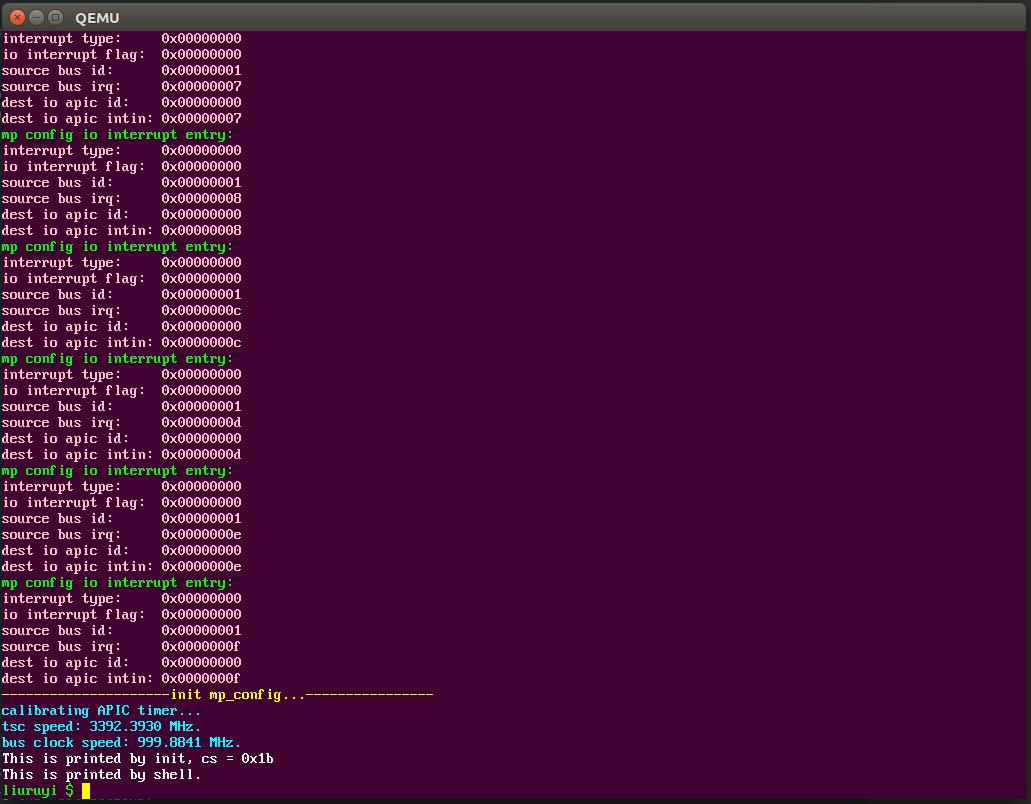 QEMU
interrupt type:     0x00000000
io interrupt flag:  0x00000000
source bus id:      0x00000001
source bus irq:     0x00000007
dest io apic id:    0x00000000
dest io apic intin: 0x00000007
mp config io interrupt entry:
interrupt type:     0x00000000
io interrupt flag:  0x00000000
source bus id:      0x00000001
source bus irq:     0x00000008
dest io apic id:    0x00000000
dest io apic intin: 0x00000008
mp config io interrupt entry:
interrupt type:     0x00000000
io interrupt flag:  0x00000000
source bus id:      0x00000001
source bus irq:     0x0000000c
dest io apic id:    0x00000000
dest io apic intin: 0x0000000c
mp config io interrupt entry:
interrupt type:     0x00000000
io interrupt flag:  0x00000000
source bus id:      0x00000001
source bus irq:     0x0000000d
dest io apic id:    0x00000000
dest io apic intin: 0x0000000d
mp config io interrupt entry:
interrupt type:     0x00000000
io interrupt flag:  0x00000000
source bus id:      0x00000001
source bus irq:     0x0000000e
dest io apic id:    0x00000000
dest io apic intin: 0x0000000e
mp config io interrupt entry:
interrupt type:     0x00000000
io interrupt flag:  0x00000000
source bus id:      0x00000001
source bus irq:     0x0000000f
dest io apic id:    0x00000000
dest io apic intin: 0x0000000f
---------------------init mp_config...----------------
calibrating APIC timer...
tsc speed: 3392.3930 MHz.
bus clock speed: 999.8841 MHz.
This is printed by init, cs = 0x1b
This is printed by shell.
liuruyi $